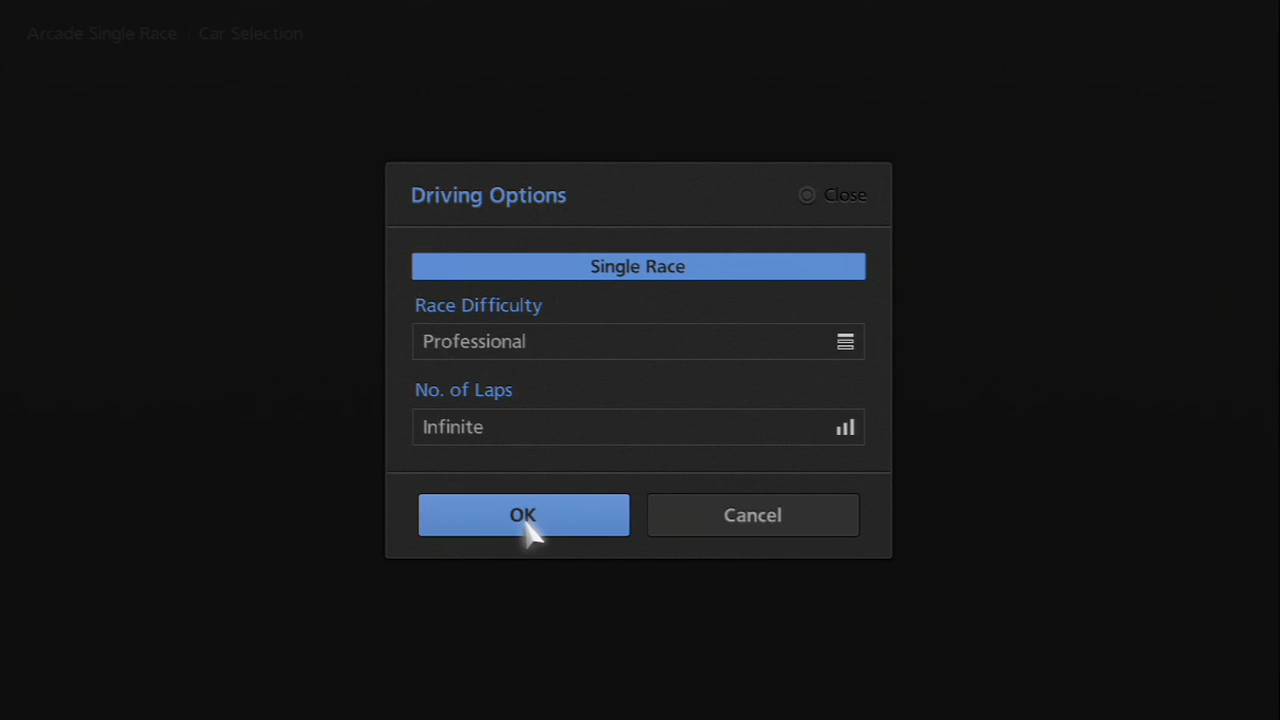 Arcade Single Race | Car Selection
Driving Options
Close
Single Race
Race Difficulty
Professional
No. of Laps
Infinite
OK
Cancel